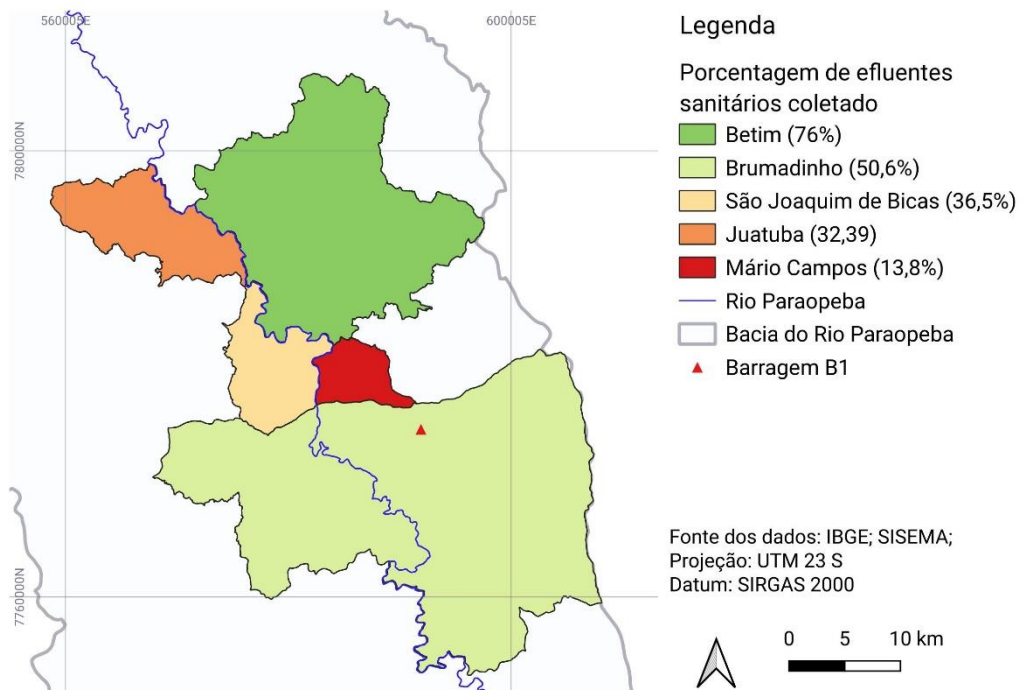 560005E
600005E
7800000N
7760000N
Legenda
Porcentagem de efluentes
sanitários coletado
Betim (76%)
Brumadinho (50,6%)
São Joaquim de Bicas (36,5%)
Juatuba (32,39)
Mário Campos (13,8%)
Rio Paraopeba
Bacia do Rio Paraopeba
Barragem B1
Fonte dos dados: IBGE; SISEMA;
Projeção: UTM 23 S
Datum: SIRGAS 2000
0 5 10 km